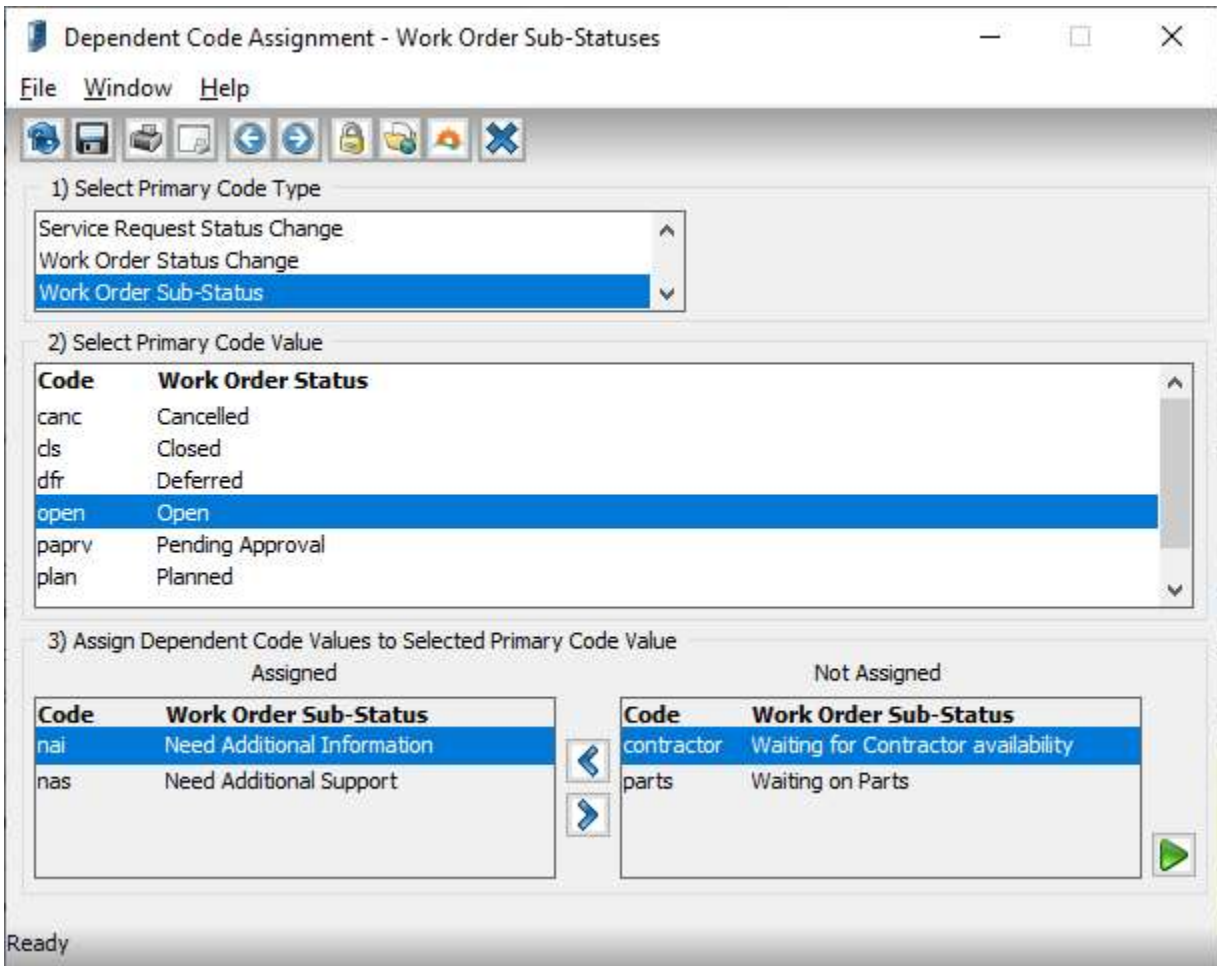 Dependent Code Assignment - Work Order Sub-Statuses
File Window Help
1) Select Primary Code Type
Service Request Status Change
Work Order Status Change
Work Order Sub-Status
2) Select Primary Code Value
Code Work Order Status
canc Cancelled
cls Closed
dfr Deferred
open Open
paprv Pending Approval
plan Planned
3) Assign Dependent Code Values to Selected Primary Code Value
Assigned Not Assigned
Code Work Order Sub-Status Code Work Order Sub-Status
nai Need Additional Information contractor Waiting for Contractor availability
nas Need Additional Support parts Waiting on Parts
Ready